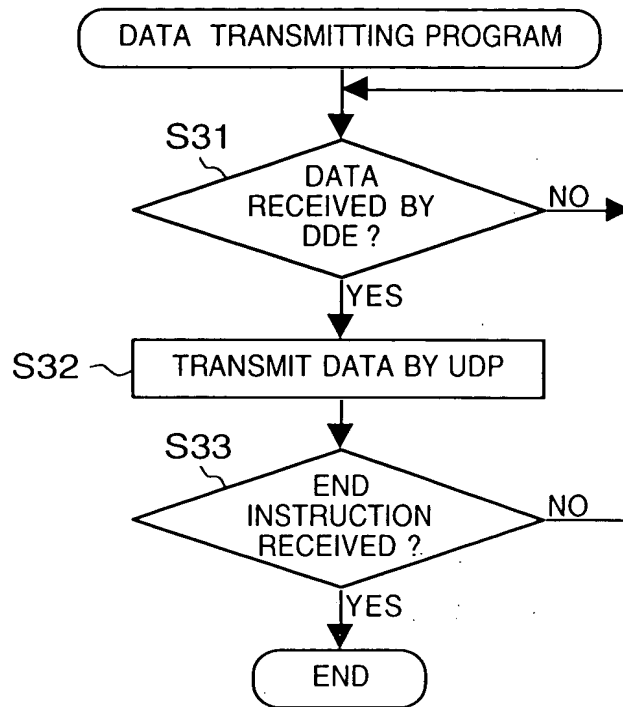 DATA TRANSMITTING PROGRAM
S31
DATA
RECEIVED BY
DDE ?
NO
YES
S32
TRANSMIT DATA BY UDP
S33
END
INSTRUCTION
RECEIVED ?
NO
YES
END